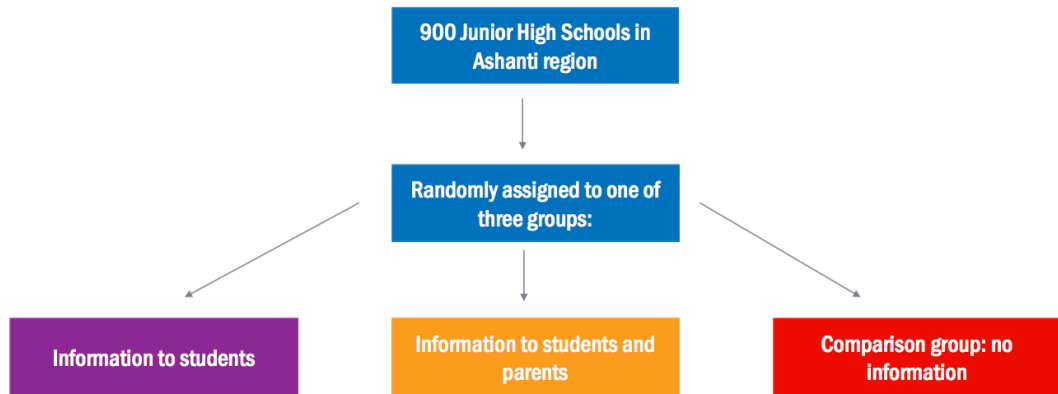 900 Junior High Schools in
Ashanti region
Randomly assigned to one of
three groups:
Information to students
Information to students and
parents
Comparison group: no
information